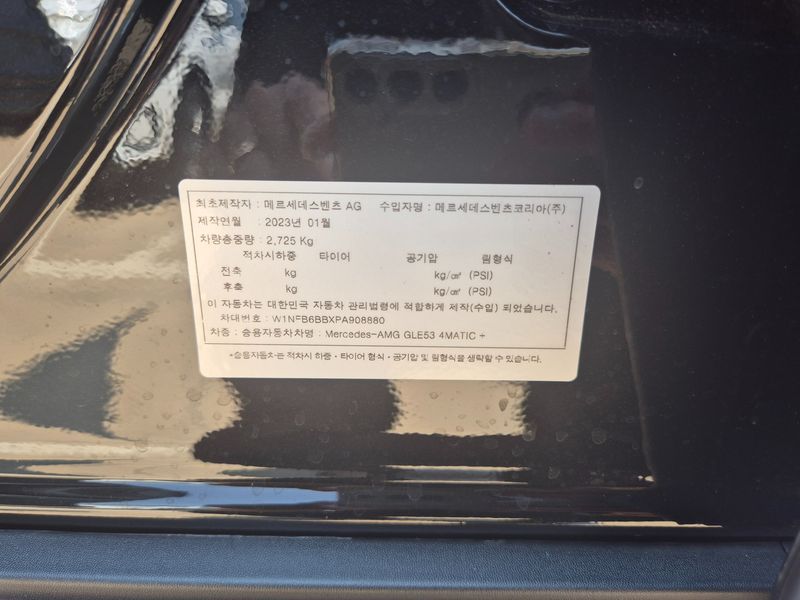 최초제작자 : 메르세데스벤츠 AG 수입자명 : 메르세데스벤츠코리아(주)
제작연월 : 2023년 01월
차량총중량 : 2,725 Kg
적차시하중 타이어 공기압 림형식
전축 kg kg/㎠ (PSI)
후축 kg kg/㎠ (PSI)
이 자동차는 대한민국 자동차 관리법령에 적합하게 제작(수입) 되었습니다.
차대번호 : W1NFB6BBXPA908880
차종 : 승용자동차차명 : Mercedes-AMG GLE53 4MATIC +
*승용자동차는 적차시 하중·타이어 형식·공기압 및 림형식을 생략할 수 있습니다.